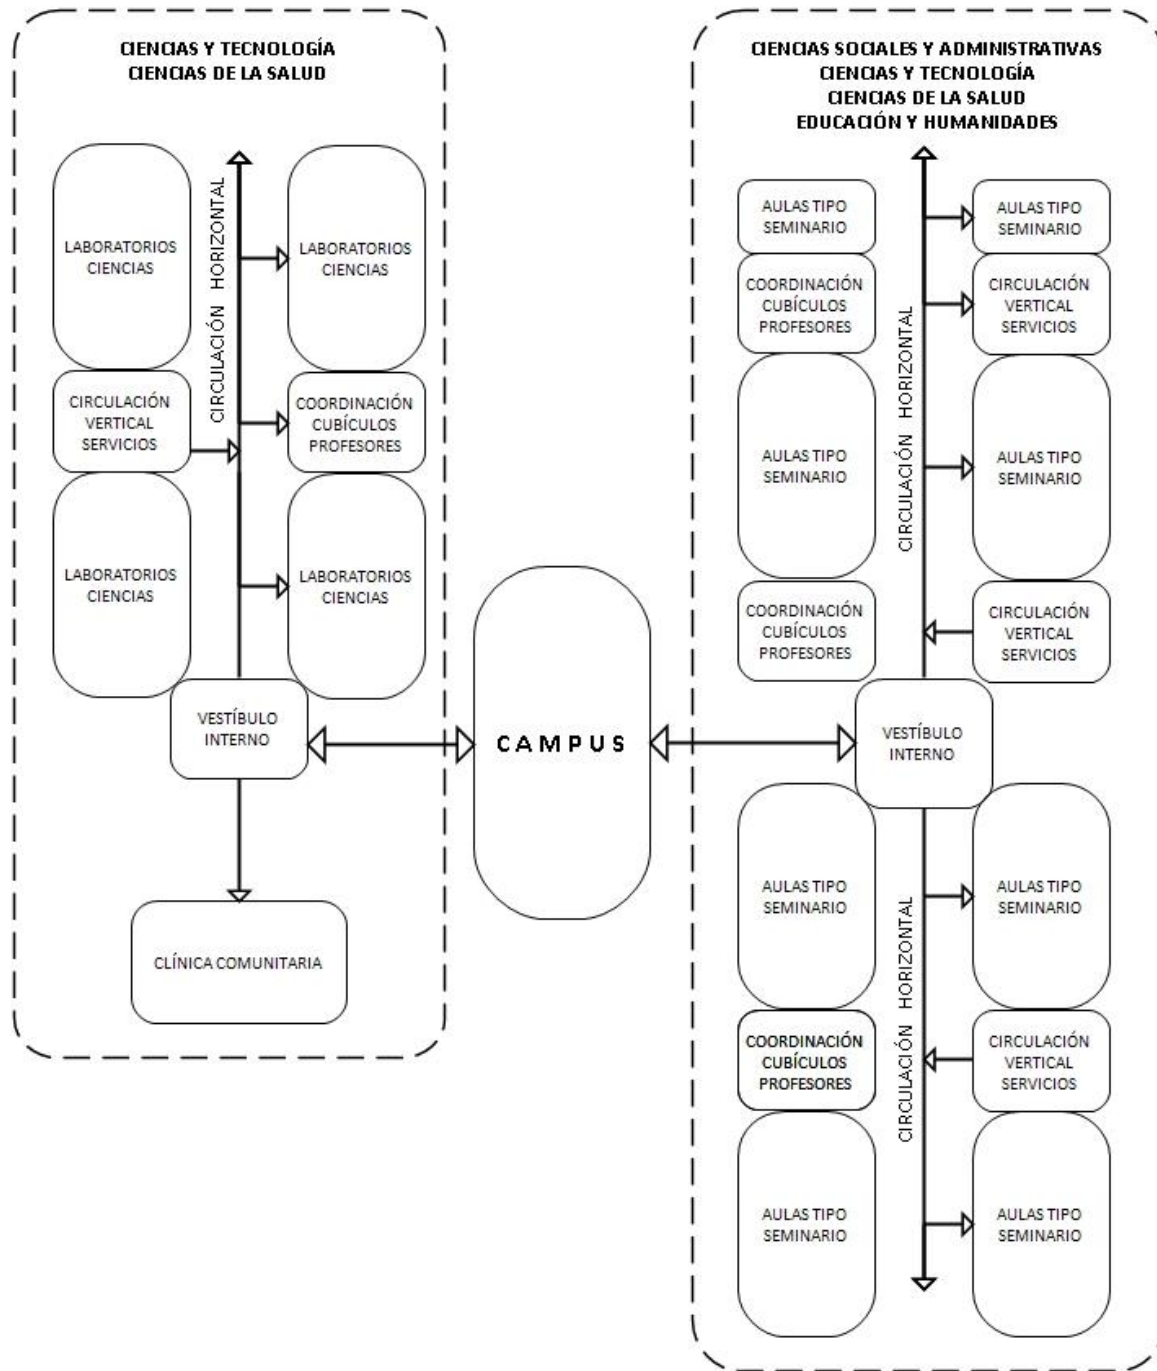 CIENCIAS Y TECNOLOGÍA
CIENCIAS DE LA SALUD
LABORATORIOS
CIENCIAS
CIRCULACIÓN HORIZONTAL
LABORATORIOS
CIENCIAS
CIRCULACIÓN
VERTICAL
SERVICIOS
COORDINACIÓN
CUBÍCULOS
PROFESORES
LABORATORIOS
CIENCIAS
LABORATORIOS
CIENCIAS
VESTÍBULO
INTERNO
CLÍNICA COMUNITARIA
CAMPUS
CIENCIAS SOCIALES Y ADMINISTRATIVAS
CIENCIAS Y TECNOLOGÍA
CIENCIAS DE LA SALUD
EDUCACIÓN Y HUMANIDADES
AULAS TIPO
SEMINARIO
AULAS TIPO
SEMINARIO
COORDINACIÓN
CUBÍCULOS
PROFESORES
CIRCULACIÓN
VERTICAL
SERVICIOS
CIRCULACIÓN HORIZONTAL
AULAS TIPO
SEMINARIO
AULAS TIPO
SEMINARIO
COORDINACIÓN
CUBÍCULOS
PROFESORES
CIRCULACIÓN
VERTICAL
SERVICIOS
VESTÍBULO
INTERNO
AULAS TIPO
SEMINARIO
AULAS TIPO
SEMINARIO
CIRCULACIÓN HORIZONTAL
COORDINACIÓN
CUBÍCULOS
PROFESORES
CIRCULACIÓN
VERTICAL
SERVICIOS
AULAS TIPO
SEMINARIO
AULAS TIPO
SEMINARIO